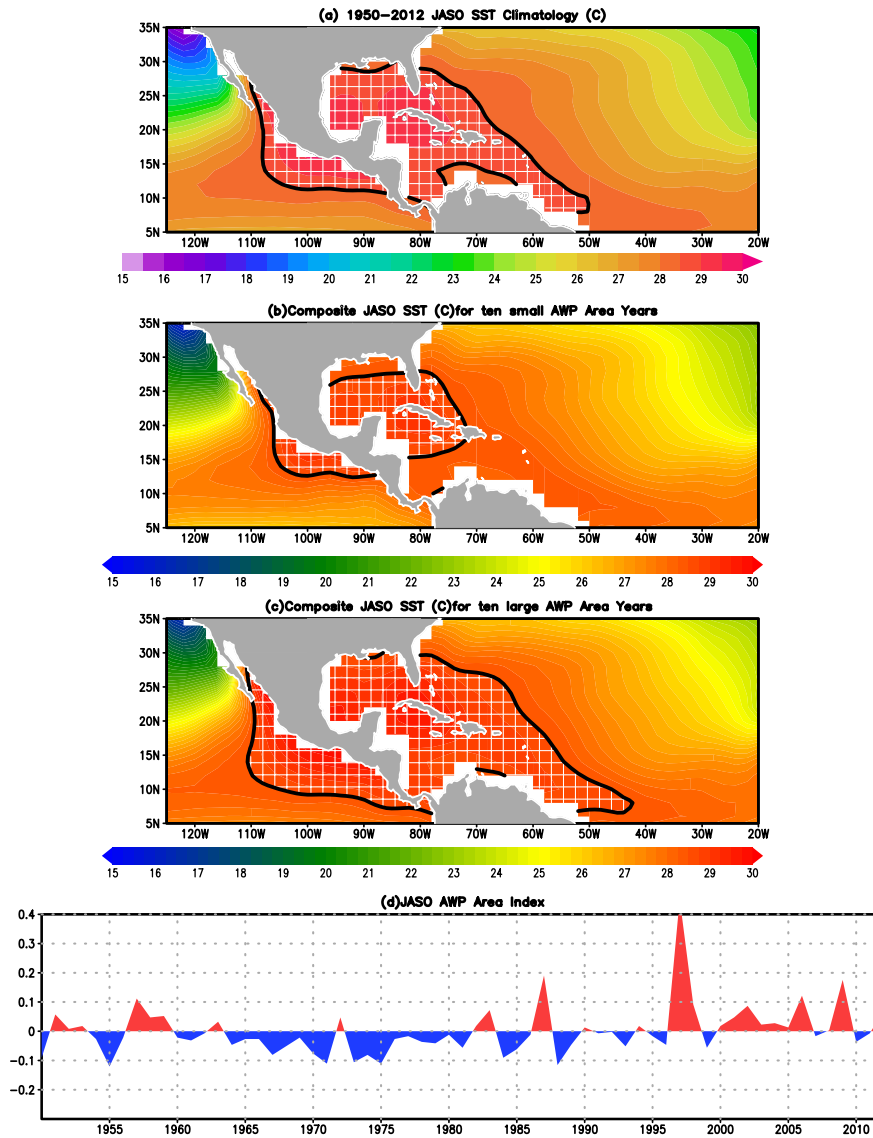 (a) 1950-2012 JASO SST Climatology (C)
35N
30N
25N
20N
15N
10N
5N
120W 110W 100W 90W 80W 70W 60W 50W 40W 30W 20W
15 16 17 18 19 20 21 22 23 24 25 26 27 28 29 30
(b)Composite JASO SST (C)for ten small AWP Area Years
35N
30N
25N
20N
15N
10N
5N
120W 110W 100W 90W 80W 70W 60W 50W 40W 30W 20W
15 16 17 18 19 20 21 22 23 24 25 26 27 28 29 30
(c)Composite JASO SST (C)for ten large AWP Area Years
35N
30N
25N
20N
15N
10N
5N
120W 110W 100W 90W 80W 70W 60W 50W 40W 30W 20W
15 16 17 18 19 20 21 22 23 24 25 26 27 28 29 30
(d)JASO AWP Area Index
0.4
0.3
0.2
0.1
0
-0.1
-0.2
1955 1960 1965 1970 1975 1980 1985 1990 1995 2000 2005 2010